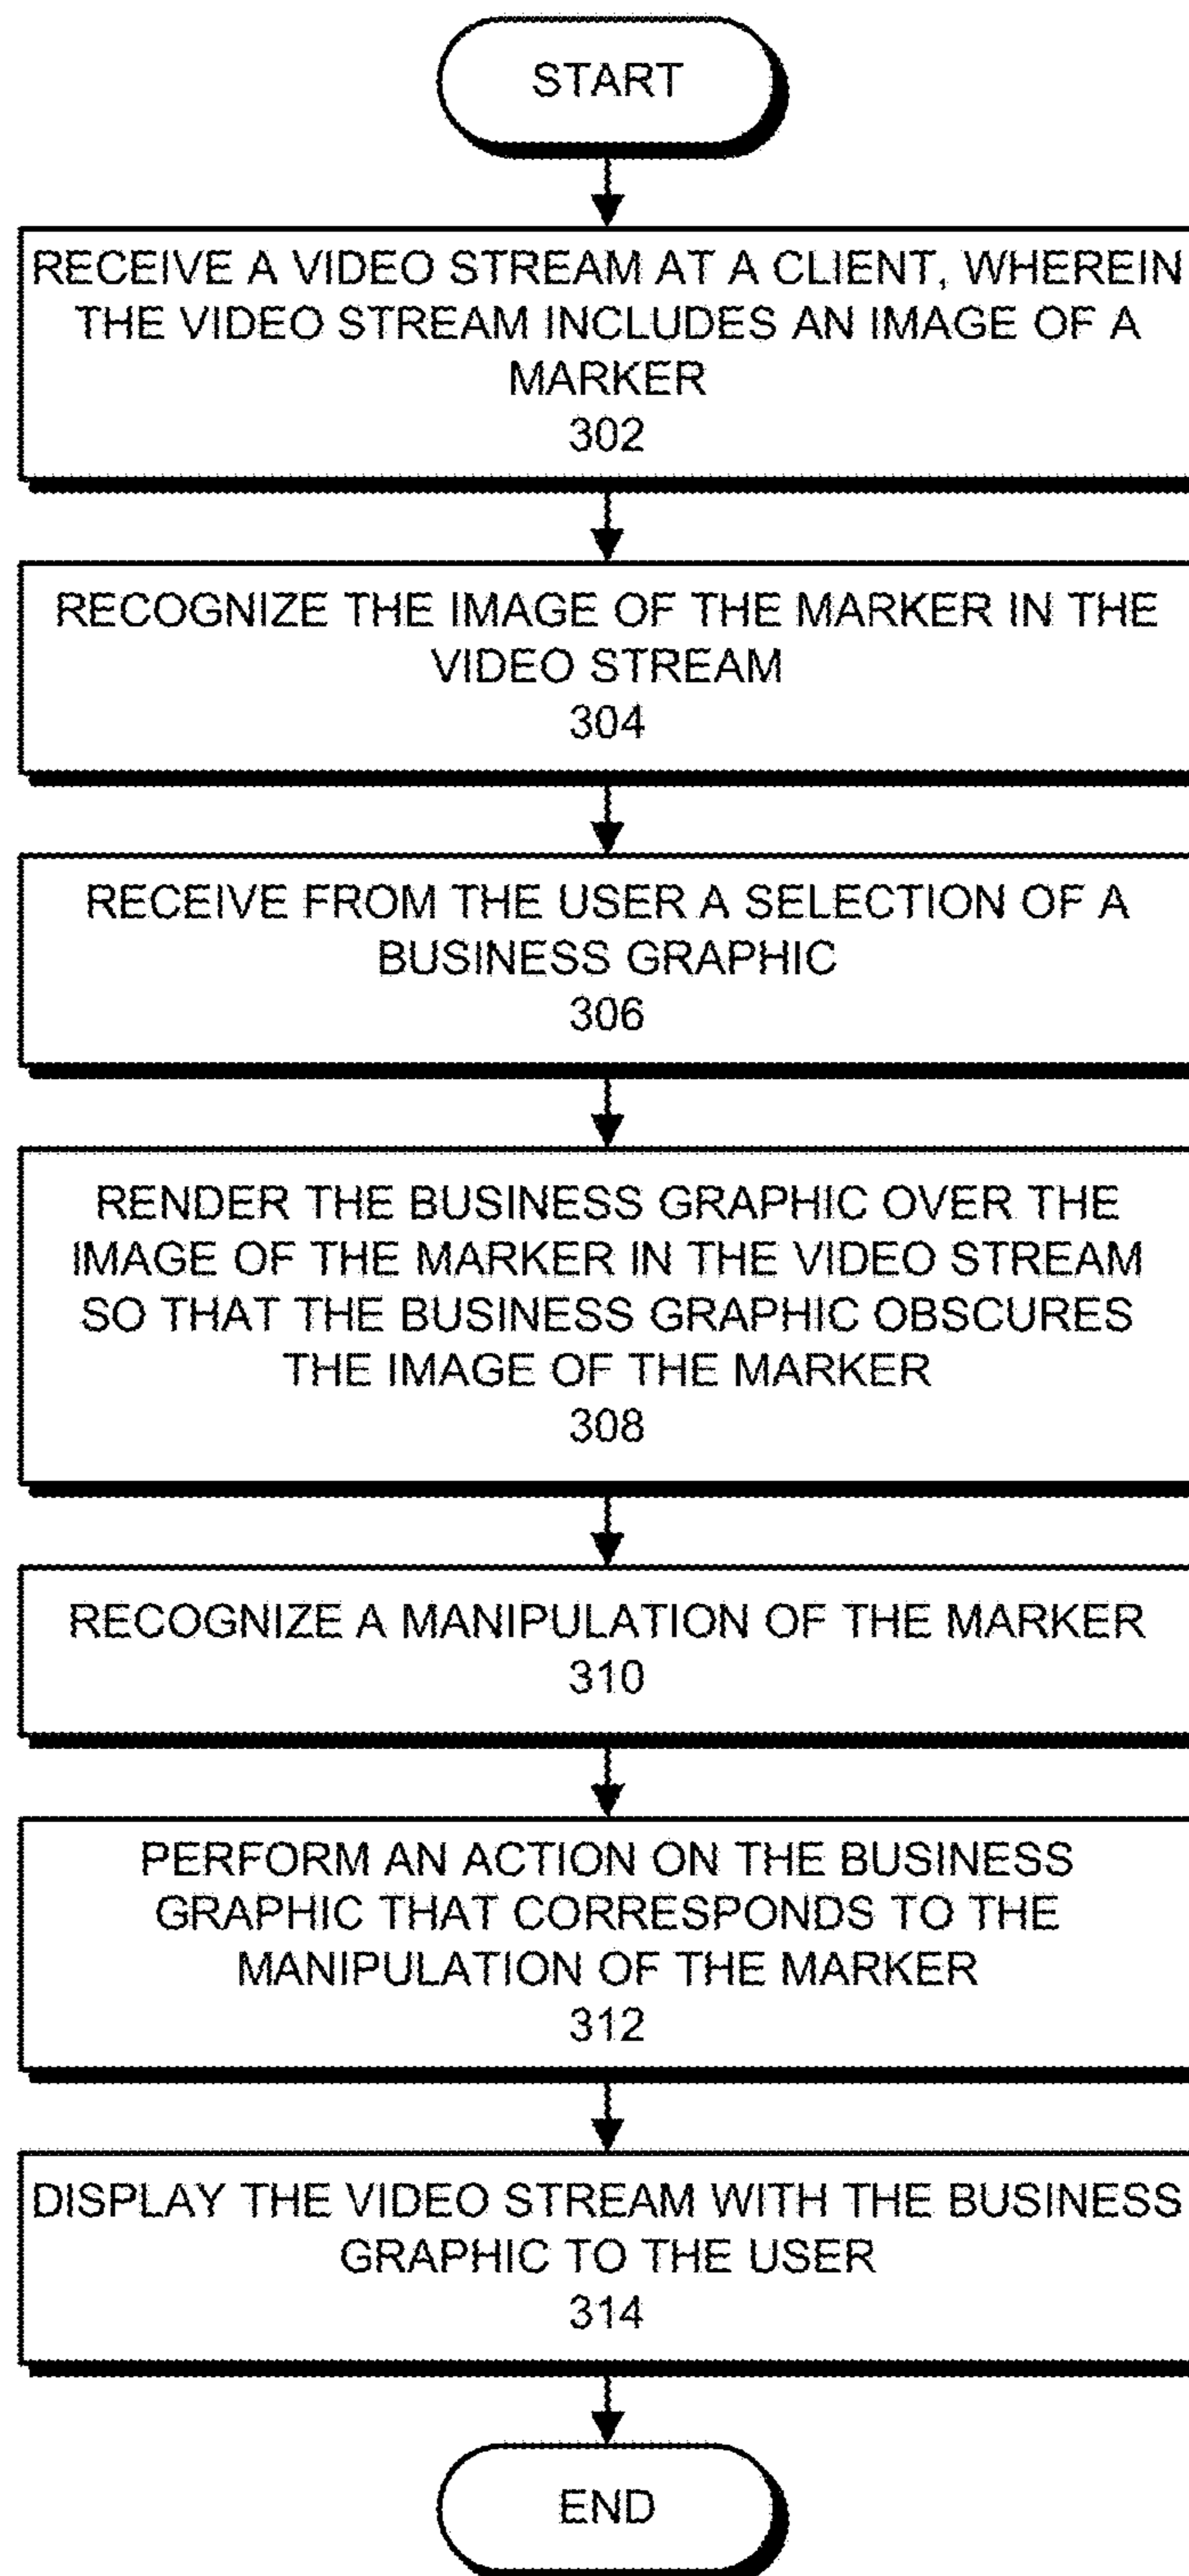 START
RECEIVE A VIDEO STREAM AT A CLIENT, WHEREIN
THE VIDEO STREAM INCLUDES AN IMAGE OF A
MARKER
302
RECOGNIZE THE IMAGE OF THE MARKER IN THE
VIDEO STREAM
304
RECEIVE FROM THE USER A SELECTION OF A
BUSINESS GRAPHIC
306
RENDER THE BUSINESS GRAPHIC OVER THE
IMAGE OF THE MARKER IN THE VIDEO STREAM
SO THAT THE BUSINESS GRAPHIC OBSCURES
THE IMAGE OF THE MARKER
308
RECOGNIZE A MANIPULATION OF THE MARKER
310
PERFORM AN ACTION ON THE BUSINESS
GRAPHIC THAT CORRESPONDS TO THE
MANIPULATION OF THE MARKER
312
DISPLAY THE VIDEO STREAM WITH THE BUSINESS
GRAPHIC TO THE USER
314
END